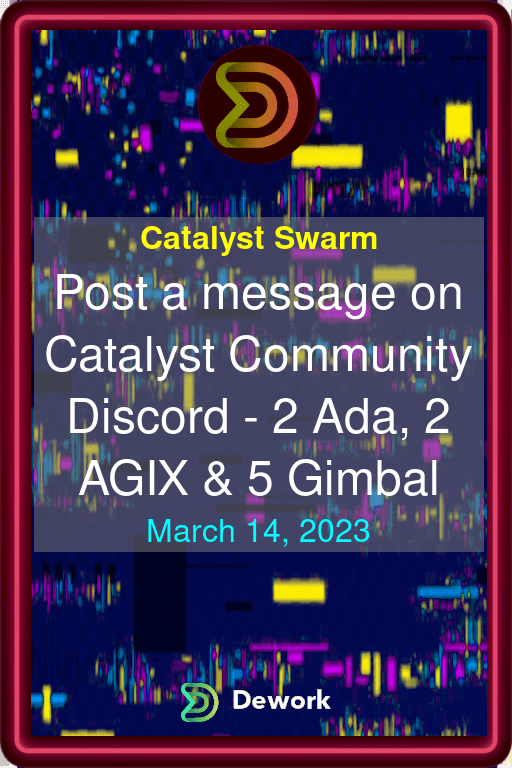 Catalyst Swarm
Post a message on
Catalyst Community
Discord - 2 Ada, 2
AGIX & 5 Gimbal
March 14, 2023
Dework